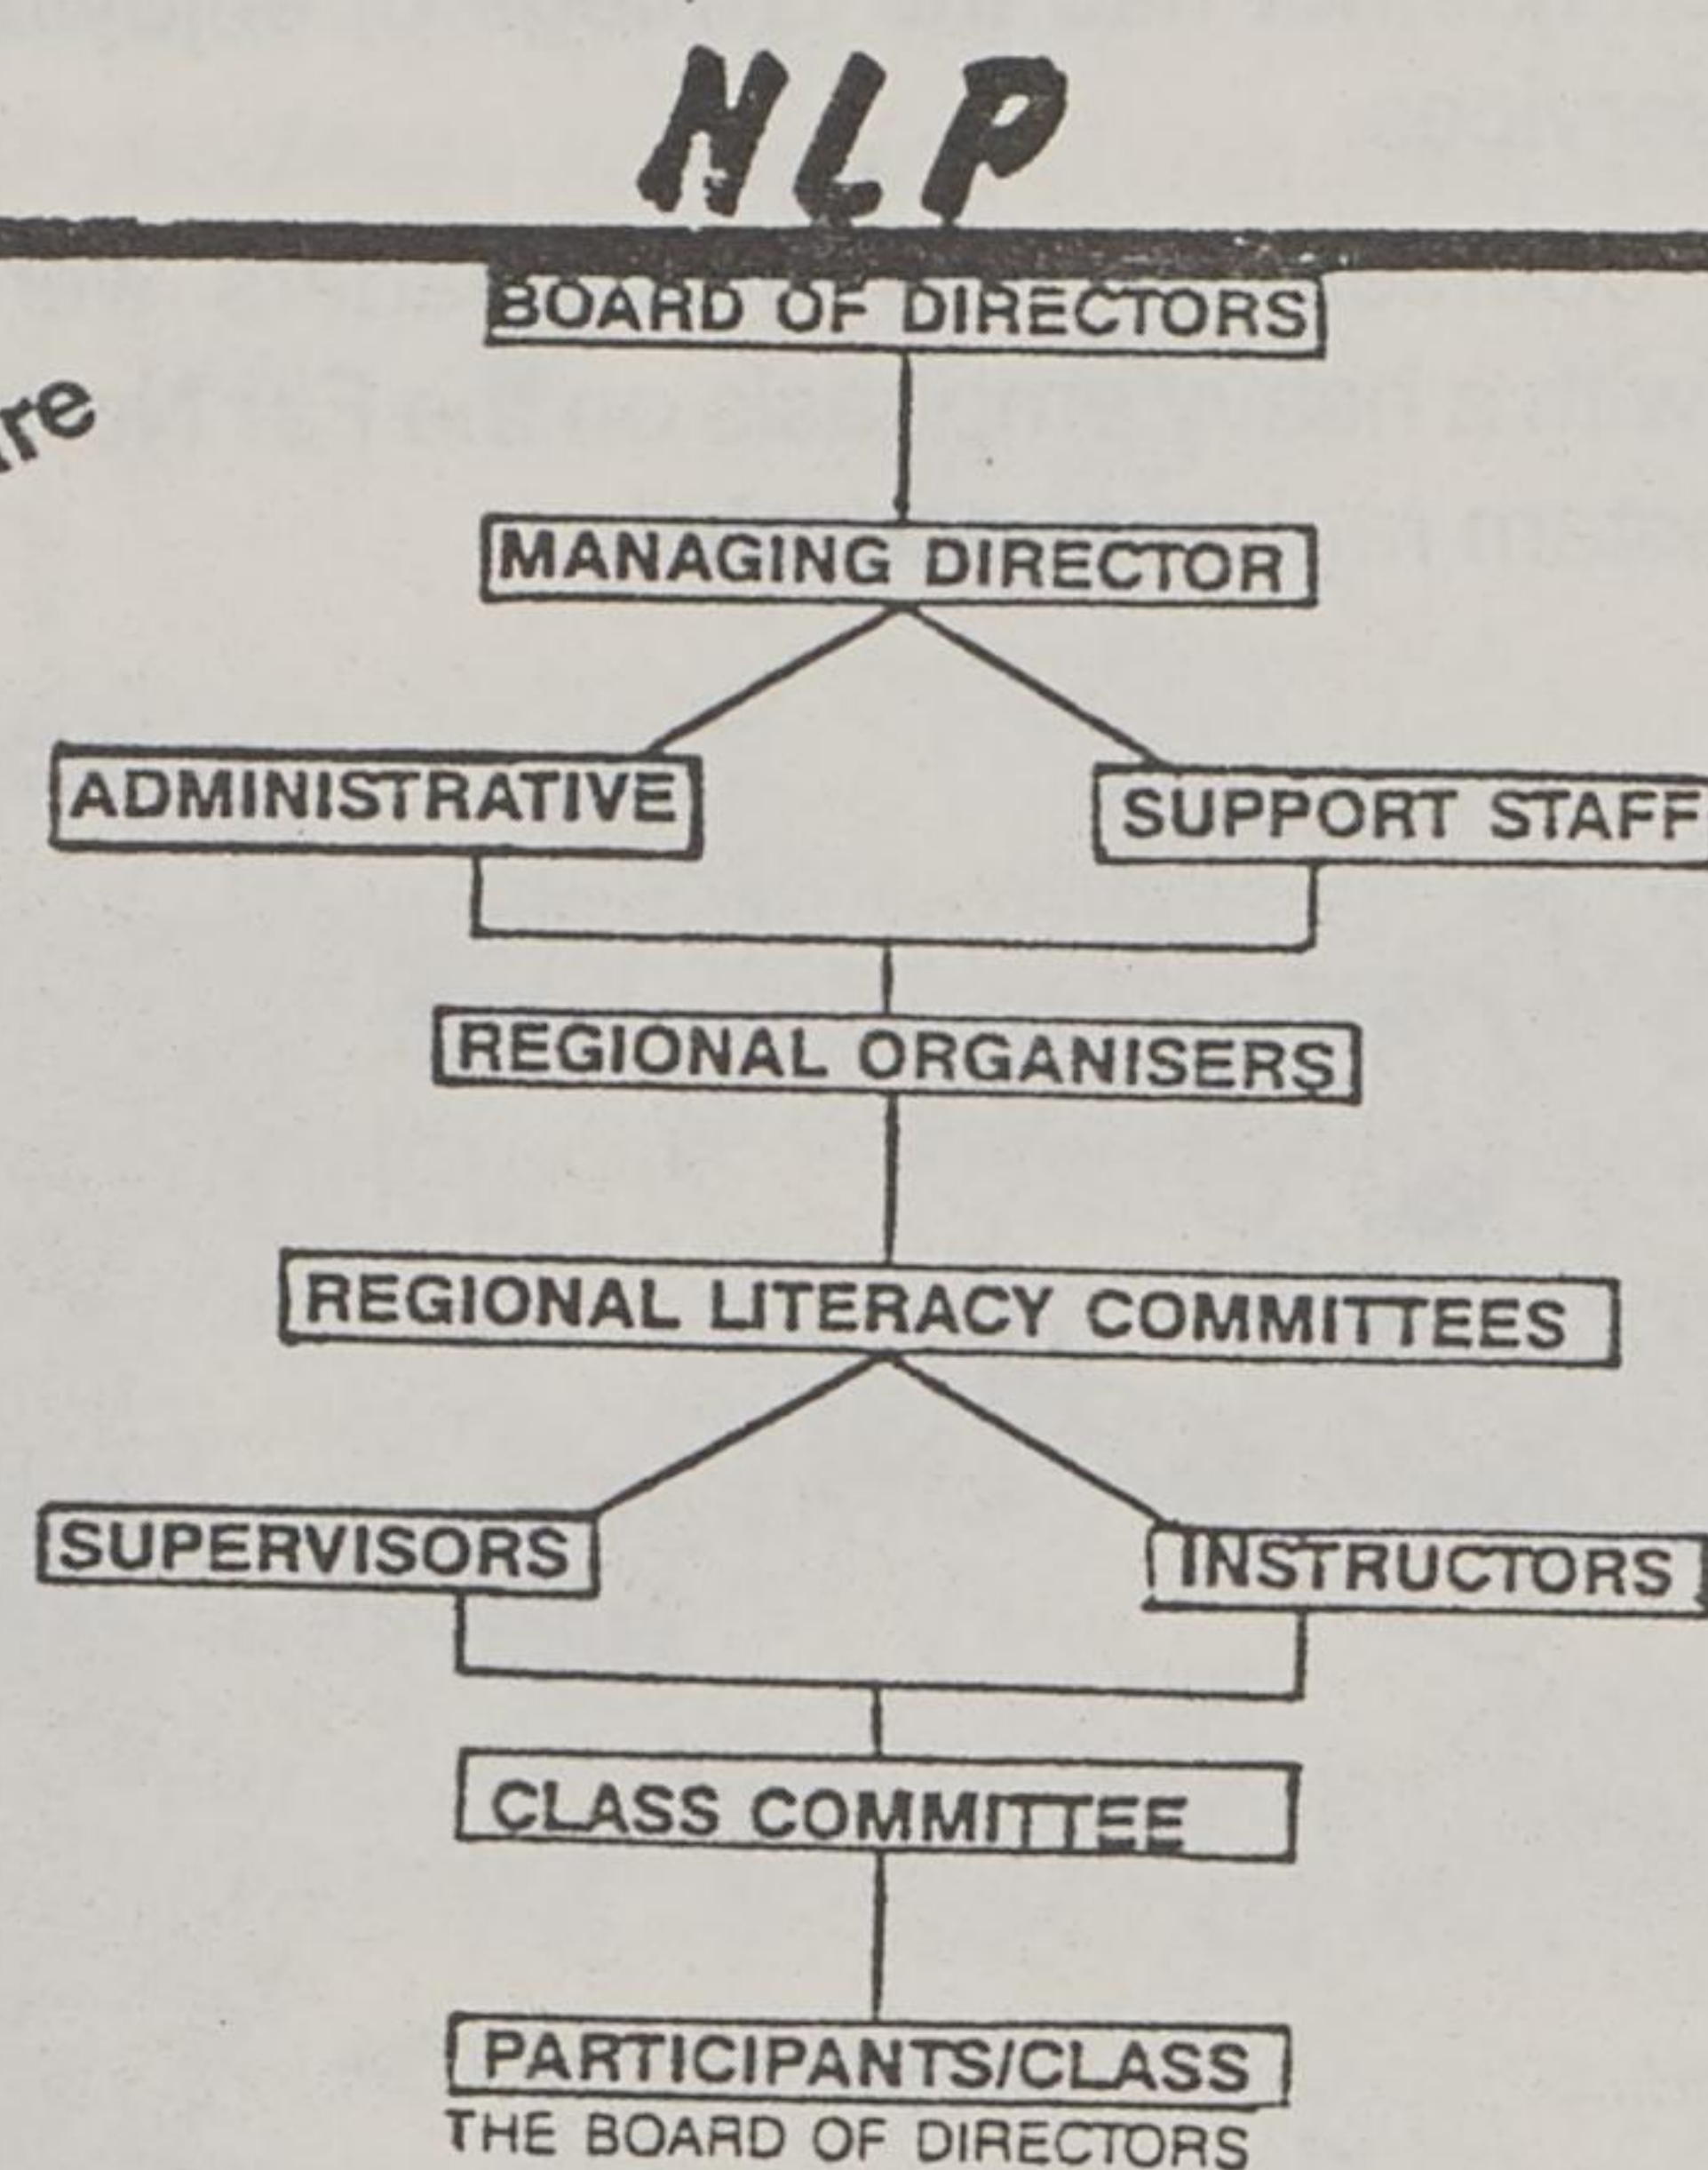 NLP
BOARD OF DIRECTORS
MANAGING DIRECTOR
ADMINISTRATIVE
SUPPORT STAFF
REGIONAL ORGANISERS
REGIONAL LITERACY COMMITTEES
SUPERVISORS
INSTRUCTORS
CLASS COMMITTEE
PARTICIPANTS/CLASS
THE BOARD OF DIRECTORS